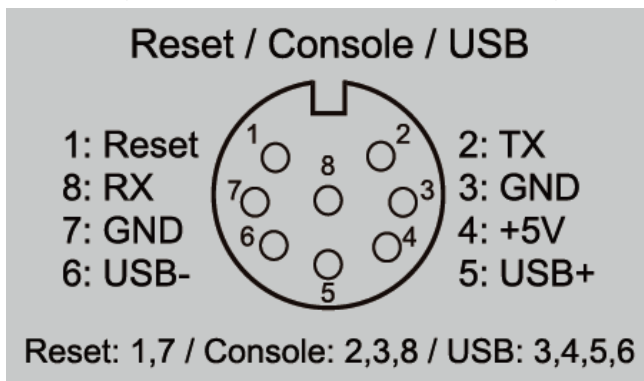 Reset / Console / USB
1: Reset
8: RX
7: GND
6: USB-
1
2
8
7
3
6
4
5
2: TX
3: GND
4: +5V
5: USB+
Reset: 1,7 / Console: 2,3,8 / USB: 3,4,5,6